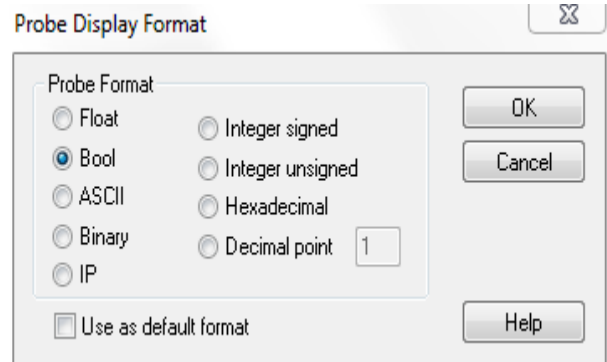 Probe Display Format
Probe Format
Float
Bool
ASCII
Binary
IP
Integer signed
Integer unsigned
Hexadecimal
Decimal point 1
Use as default format
OK
Cancel
Help